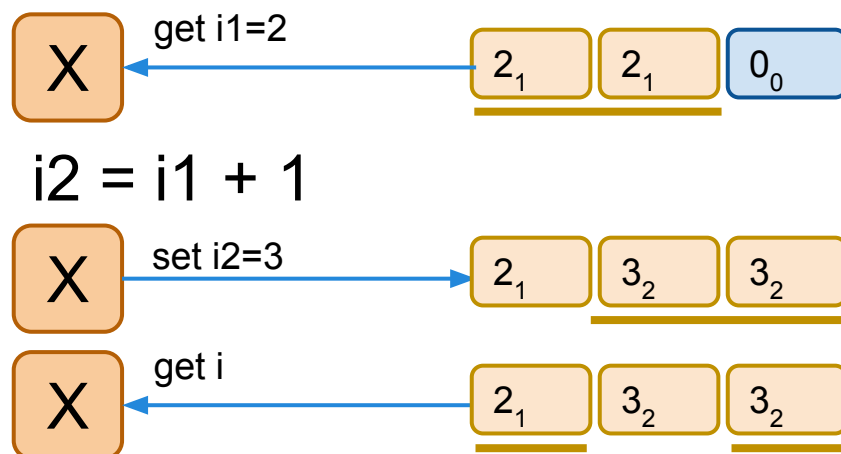 get i1=2
X 2₁ 2₁ 0₀
i2 = i1 + 1
set i2=3
X 2₁ 3₂ 3₂
get i
X 2₁ 3₂ 3₂